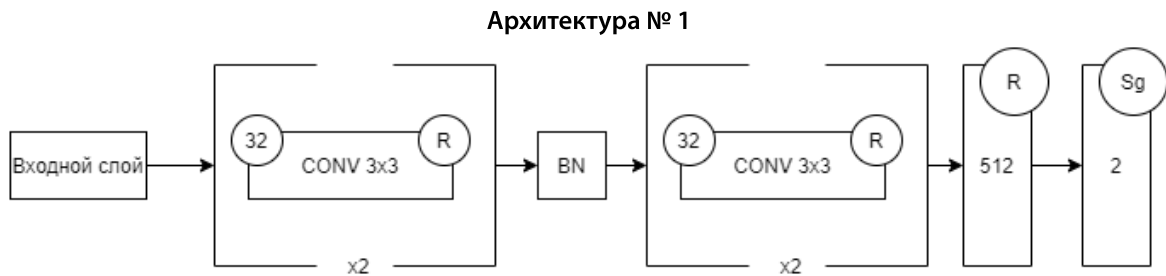 Архитектура № 1
Входной слой
32
R
CONV 3x3
x2
BN
32
R
CONV 3x3
x2
R
512
Sg
2